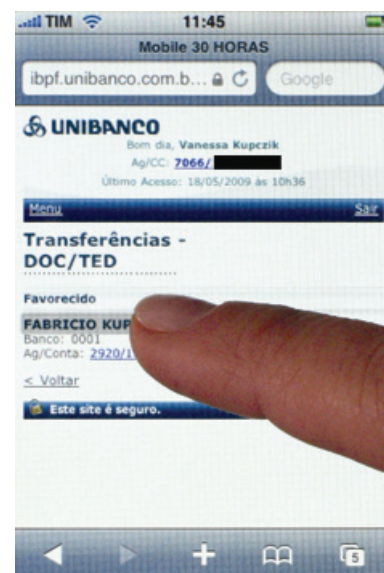 TIM 11:45
Mobile 30 HORAS
ibpf.unibanco.com.b... Google
UNIBANCO
Bom dia, Vanessa Kupczik
Ag/CC: 7066/
Último Acesso: 18/05/2009 às 10h36
Menu Sair
Transferências -
DOC/TED
Favorecido
FABRICIO KUP
Banco: 0001
Ag/Conta: 2920/1
< Voltar
Este site é seguro.
5